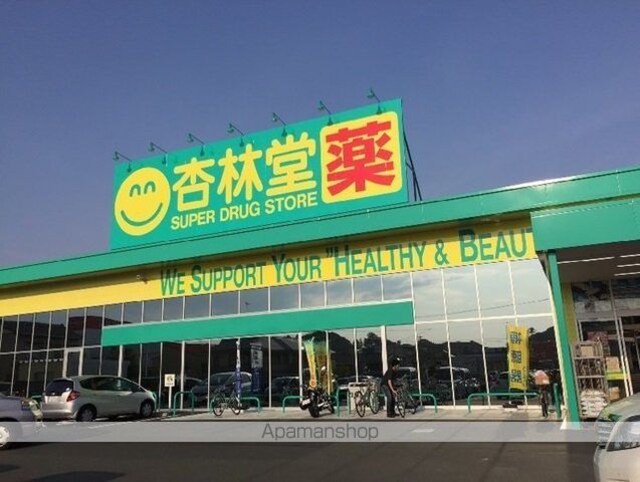 杏林堂 薬
SUPER DRUG STORE
WE SUPPORT YOUR "HEALTHY & BEAU
Apamanshop